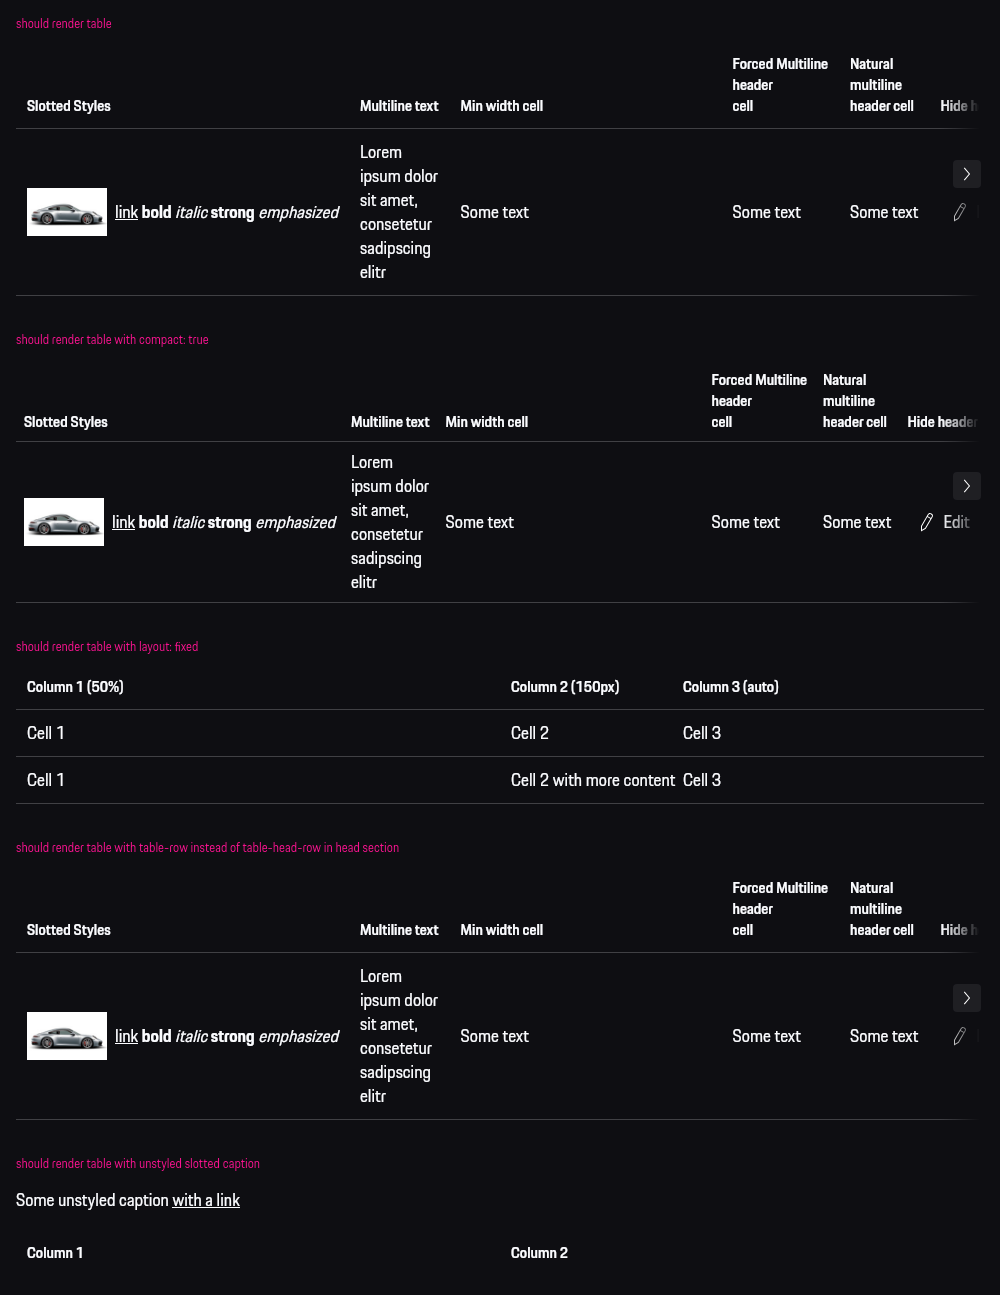 should render table
Forced Multiline Natural
header multiline
Slotted Styles Multiline text Min width cell cell header cell Hide h
Lorem
ipsum dolor
sit amet,
link bold italic strong emphasized consetetur Some text Some text Some text
sadipscing
elitr
should render table with compact: true
Forced Multiline Natural
header multiline
Slotted Styles Multiline text Min width cell cell header cell Hide header
Lorem
ipsum dolor
sit amet,
link bold italic strong emphasized consetetur Some text Some text Some text Edit
sadipscing
elitr
should render table with layout: fixed
Column 1 (50%) Column 2 (150px) Column 3 (auto)
Cell 1 Cell 2 Cell 3
Cell 1 Cell 2 with more content Cell 3
should render table with table-row instead of table-head-row in head section
Forced Multiline Natural
header multiline
Slotted Styles Multiline text Min width cell cell header cell Hide h
Lorem
ipsum dolor
sit amet,
link bold italic strong emphasized consetetur Some text Some text Some text
sadipscing
elitr
should render table with unstyled slotted caption
Some unstyled caption with a link
Column 1 Column 2